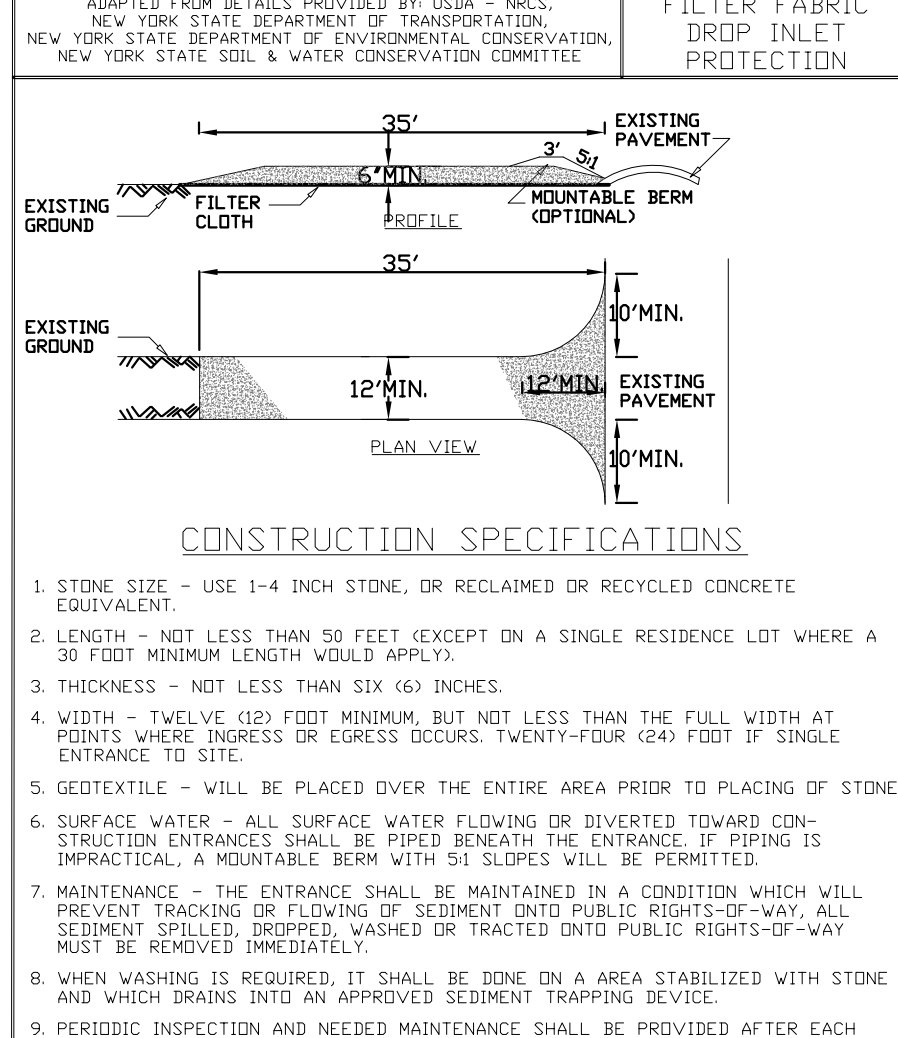 ADAPTED FROM DETAILS PROVIDED BY: USDA - NRCS,
NEW YORK STATE DEPARTMENT OF TRANSPORTATION,
NEW YORK STATE DEPARTMENT OF ENVIRONMENTAL CONSERVATION,
NEW YORK STATE SOIL & WATER CONSERVATION COMMITTEE
FILTER FABRIC
DROP INLET
PROTECTION
35'
EXISTING
PAVEMENT
3'
5:1
6"MIN.
EXISTING
GROUND
FILTER
CLOTH
MOUNTABLE BERM
(OPTIONAL)
PROFILE
35'
10'MIN.
EXISTING
GROUND
12'MIN.
12'MIN.
EXISTING
PAVEMENT
PLAN VIEW
10'MIN.
CONSTRUCTION SPECIFICATIONS
1. STONE SIZE - USE 1-4 INCH STONE, OR RECLAIMED OR RECYCLED CONCRETE
EQUIVALENT.
2. LENGTH - NOT LESS THAN 50 FEET (EXCEPT ON A SINGLE RESIDENCE LOT WHERE A
30 FOOT MINIMUM LENGTH WOULD APPLY).
3. THICKNESS - NOT LESS THAN SIX (6) INCHES.
4. WIDTH - TWELVE (12) FOOT MINIMUM, BUT NOT LESS THAN THE FULL WIDTH AT
POINTS WHERE INGRESS OR EGRESS OCCURS. TWENTY-FOUR (24) FOOT IF SINGLE
ENTRANCE TO SITE.
5. GEOTEXTILE - WILL BE PLACED OVER THE ENTIRE AREA PRIOR TO PLACING OF STONE
6. SURFACE WATER - ALL SURFACE WATER FLOWING OR DIVERTED TOWARD CON-
STRUCTION ENTRANCES SHALL BE PIPED BENEATH THE ENTRANCE. IF PIPING IS
IMPRACTICAL, A MOUNTABLE BERM WITH 5:1 SLOPES WILL BE PERMITTED.
7. MAINTENANCE - THE ENTRANCE SHALL BE MAINTAINED IN A CONDITION WHICH WILL
PREVENT TRACKING OR FLOWING OF SEDIMENT ONTO PUBLIC RIGHTS-OF-WAY, ALL
SEDIMENT SPILLED, DROPPED, WASHED OR TRACTED ONTO PUBLIC RIGHTS-OF-WAY
MUST BE REMOVED IMMEDIATELY.
8. WHEN WASHING IS REQUIRED, IT SHALL BE DONE ON A AREA STABILIZED WITH STONE
AND WHICH DRAINS INTO AN APPROVED SEDIMENT TRAPPING DEVICE.
9. PERIODIC INSPECTION AND NEEDED MAINTENANCE SHALL BE PROVIDED AFTER EACH